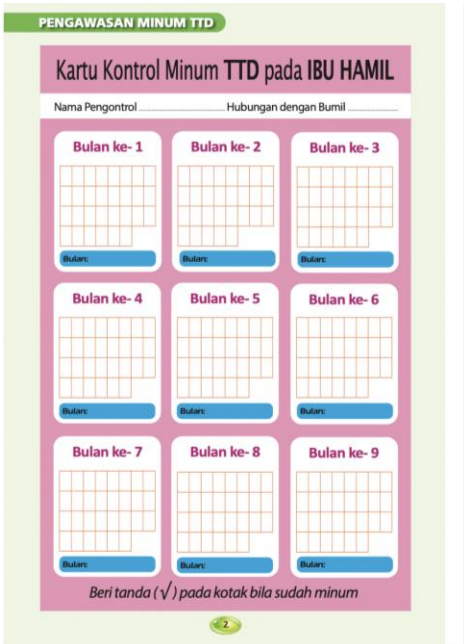 PENGAWASAN MINUM TTD
Kartu Kontrol Minum TTD pada IBU HAMIL
Nama Pengontrol ........................ Hubungan dengan Bumil ...............
Bulan ke- 1 Bulan ke- 2 Bulan ke- 3
Bulan: Bulan: Bulan:
Bulan ke- 4 Bulan ke- 5 Bulan ke- 6
Bulan: Bulan: Bulan:
Bulan ke- 7 Bulan ke- 8 Bulan ke- 9
Bulan: Bulan: Bulan:
Beri tanda (√) pada kotak bila sudah minum
2